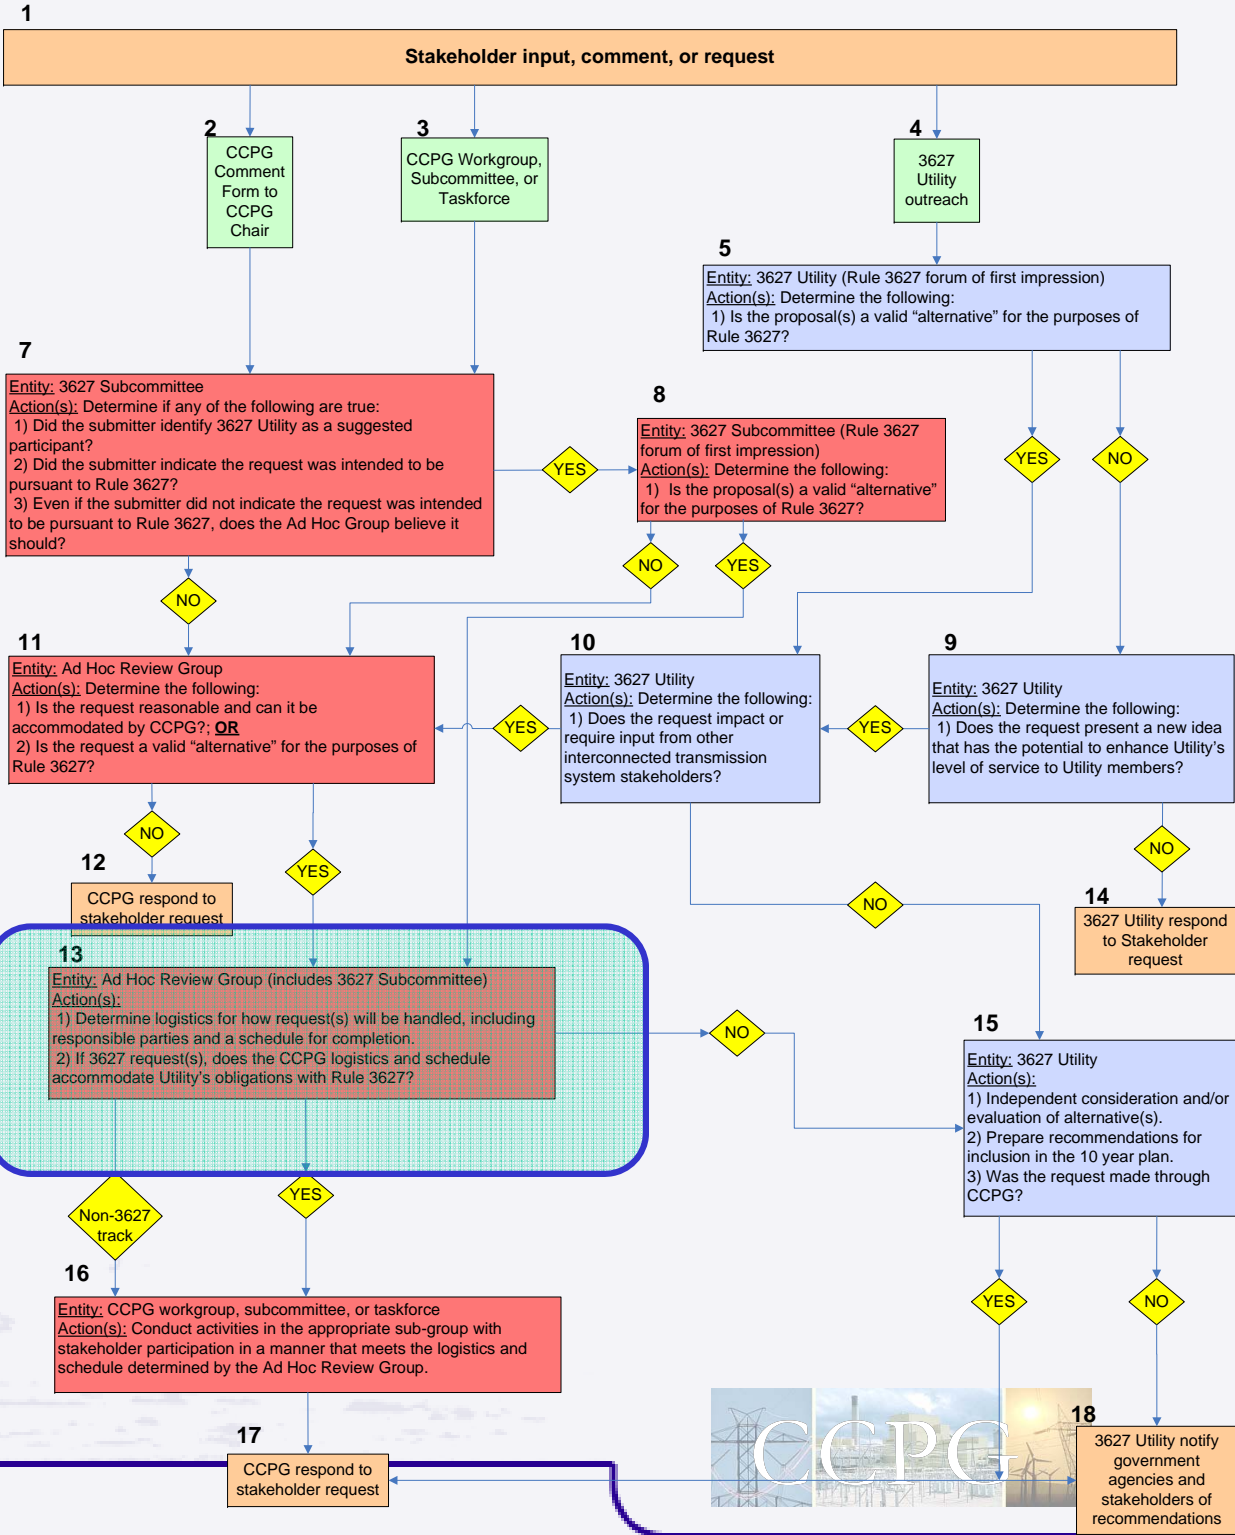 1
Stakeholder input, comment, or request
2
CCPG
Comment
Form to
CCPG
Chair
3
CCPG Workgroup,
Subcommittee, or
Taskforce
4
3627
Utility
outreach
5
Entity: 3627 Utility (Rule 3627 forum of first impression)
Action(s): Determine the following:
1) Is the proposal(s) a valid “alternative” for the purposes of
Rule 3627?
7
Entity: 3627 Subcommittee
Action(s): Determine if any of the following are true:
1) Did the submitter identify 3627 Utility as a suggested
participant?
2) Did the submitter indicate the request was intended to be
pursuant to Rule 3627?
3) Even if the submitter did not indicate the request was intended
to be pursuant to Rule 3627, does the Ad Hoc Group believe it
should?
YES
8
Entity: 3627 Subcommittee (Rule 3627
forum of first impression)
Action(s): Determine the following:
1) Is the proposal(s) a valid “alternative”
for the purposes of Rule 3627?
YES
NO
NO
YES
NO
11
Entity: Ad Hoc Review Group
Action(s): Determine the following:
1) Is the request reasonable and can it be
accommodated by CCPG?; OR
2) Is the request a valid “alternative” for the purposes of
Rule 3627?
YES
10
Entity: 3627 Utility
Action(s): Determine the following:
1) Does the request impact or
require input from other
interconnected transmission
system stakeholders?
YES
9
Entity: 3627 Utility
Action(s): Determine the following:
1) Does the request present a new idea
that has the potential to enhance Utility’s
level of service to Utility members?
NO
YES
NO
NO
12
CCPG respond to
stakeholder request
14
3627 Utility respond
to Stakeholder
request
13
Entity: Ad Hoc Review Group (includes 3627 Subcommittee)
Action(s):
1) Determine logistics for how request(s) will be handled, including
responsible parties and a schedule for completion.
2) If 3627 request(s), does the CCPG logistics and schedule
accommodate Utility’s obligations with Rule 3627?
NO
15
Entity: 3627 Utility
Action(s):
1) Independent consideration and/or
evaluation of alternative(s).
2) Prepare recommendations for
inclusion in the 10 year plan.
3) Was the request made through
CCPG?
Non-3627
track
YES
YES
NO
16
Entity: CCPG workgroup, subcommittee, or taskforce
Action(s): Conduct activities in the appropriate sub-group with
stakeholder participation in a manner that meets the logistics and
schedule determined by the Ad Hoc Review Group.
17
CCPG respond to
stakeholder request
CCPG
18
3627 Utility notify
government
agencies and
stakeholders of
recommendations